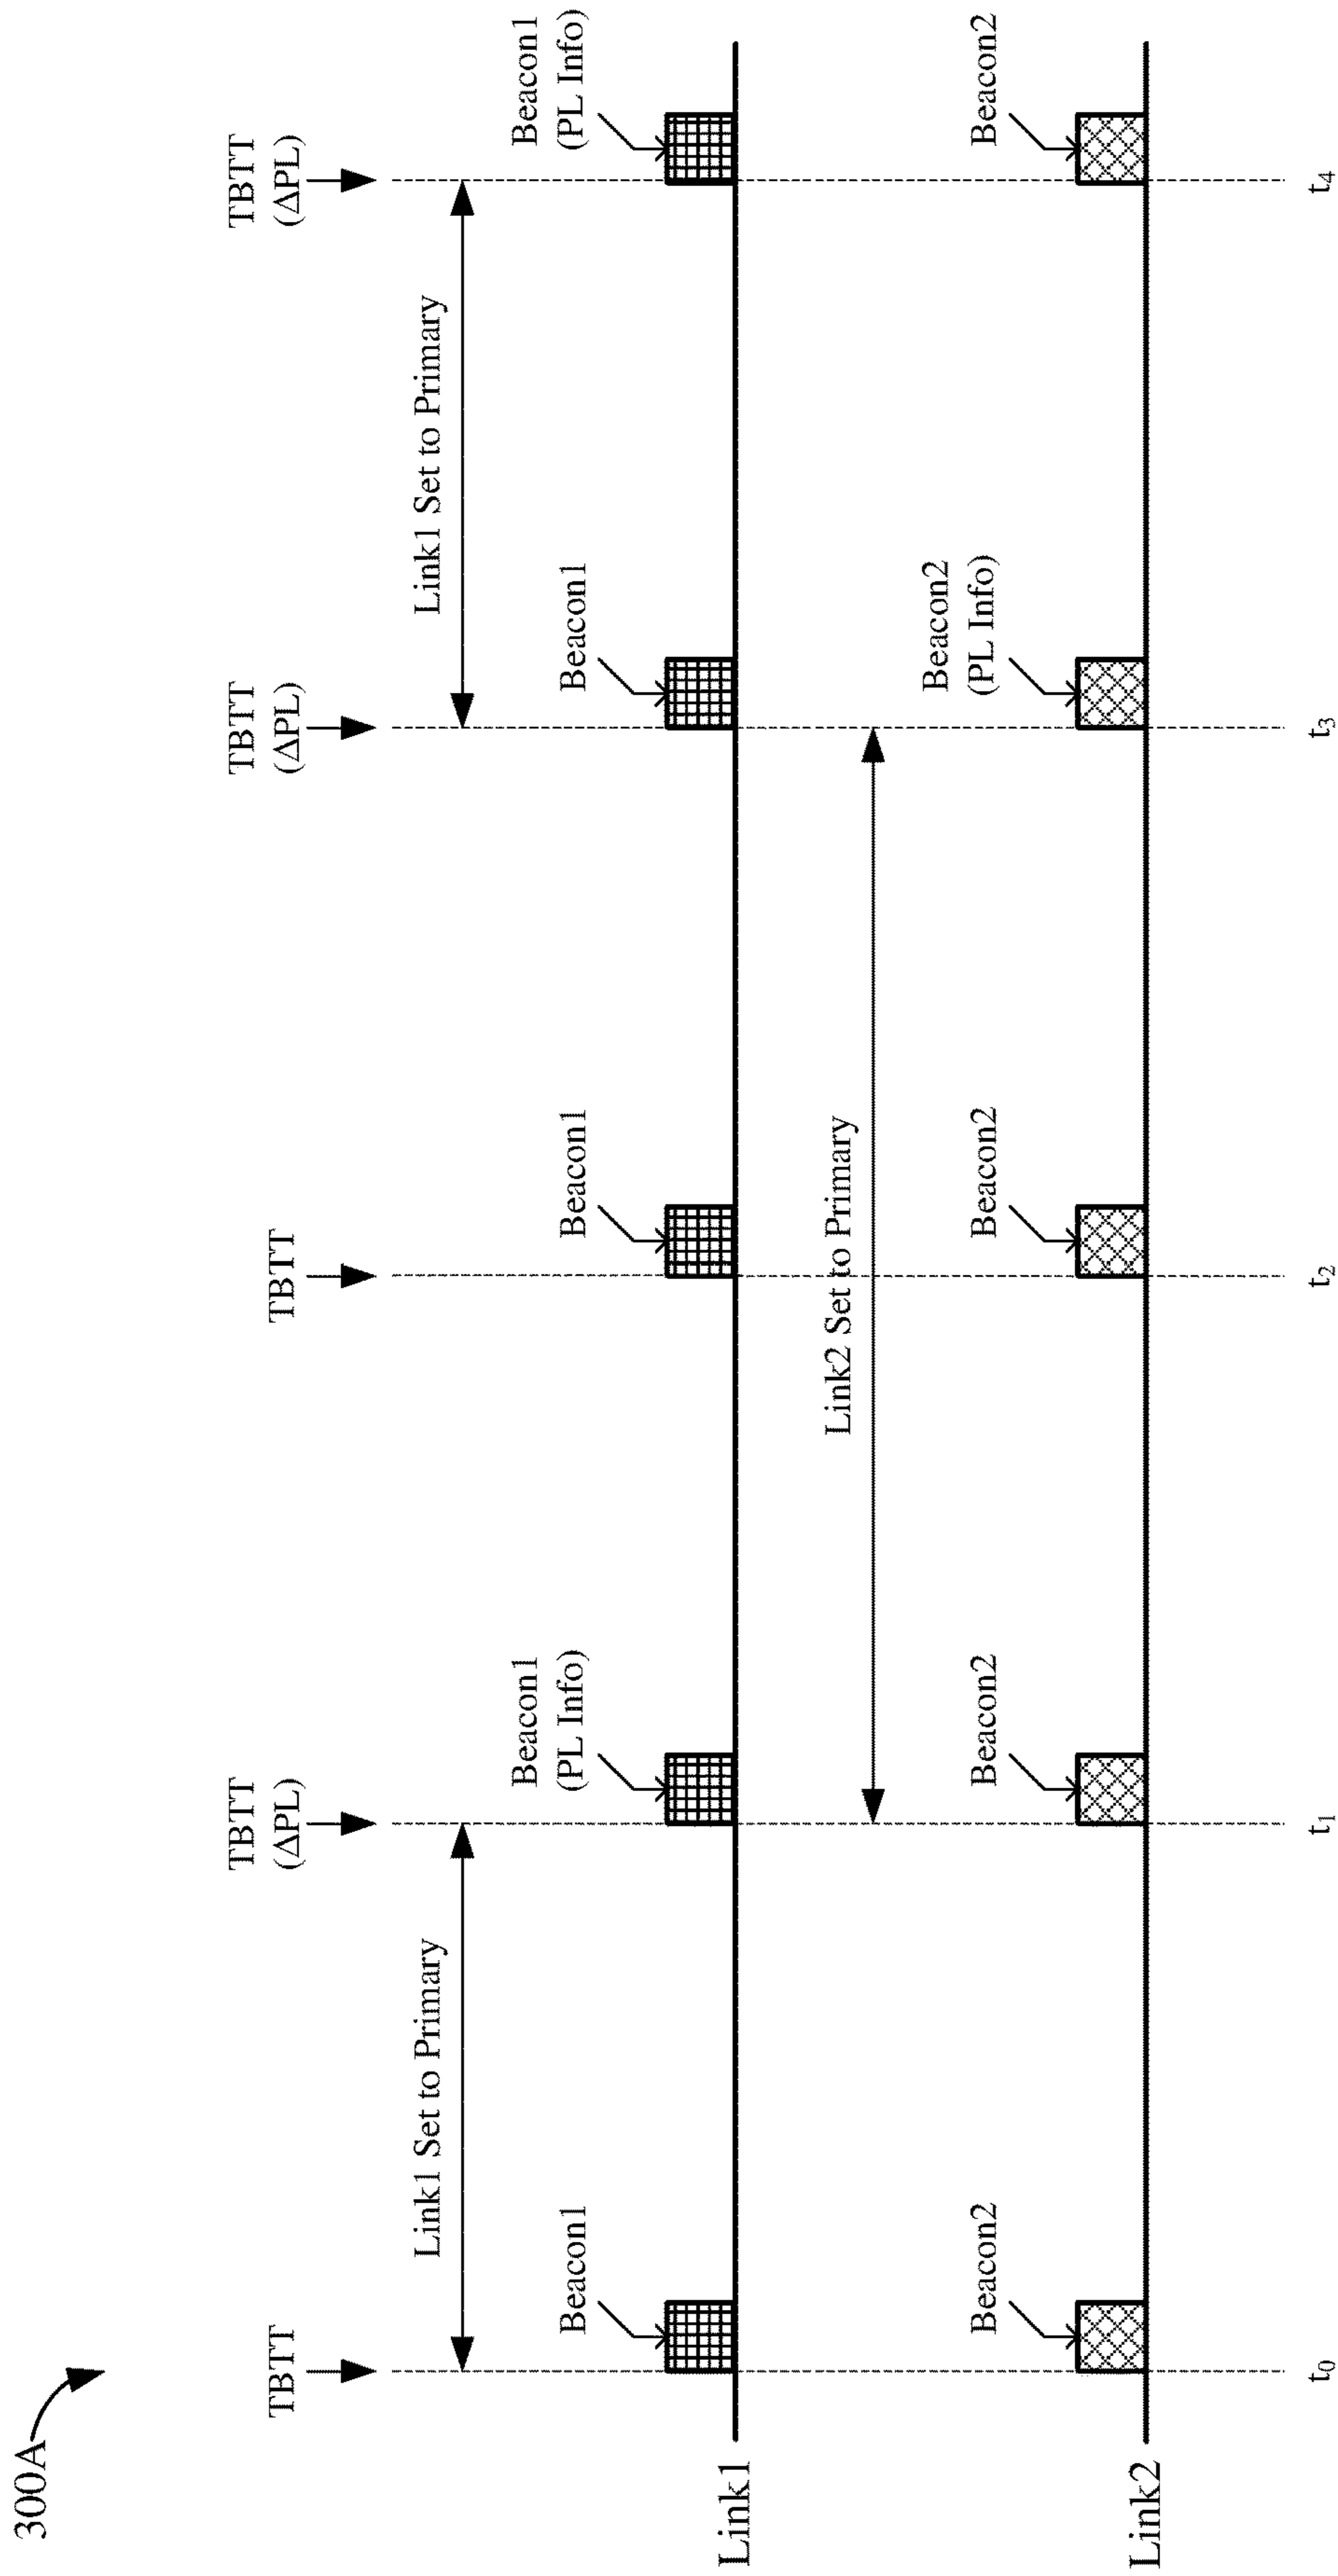 300A
TBTT
TBTT
(ΔPL)
TBTT
TBTT
(ΔPL)
TBTT
(ΔPL)
Link1 Set to Primary
Link1 Set to Primary
Beacon1
Beacon1
(PL Info)
Beacon1
Beacon1
Beacon1
(PL Info)
Link1
Link2 Set to Primary
Beacon2
Beacon2
Beacon2
Beacon2
(PL Info)
Beacon2
Link2
t0
t1
t2
t3
t4